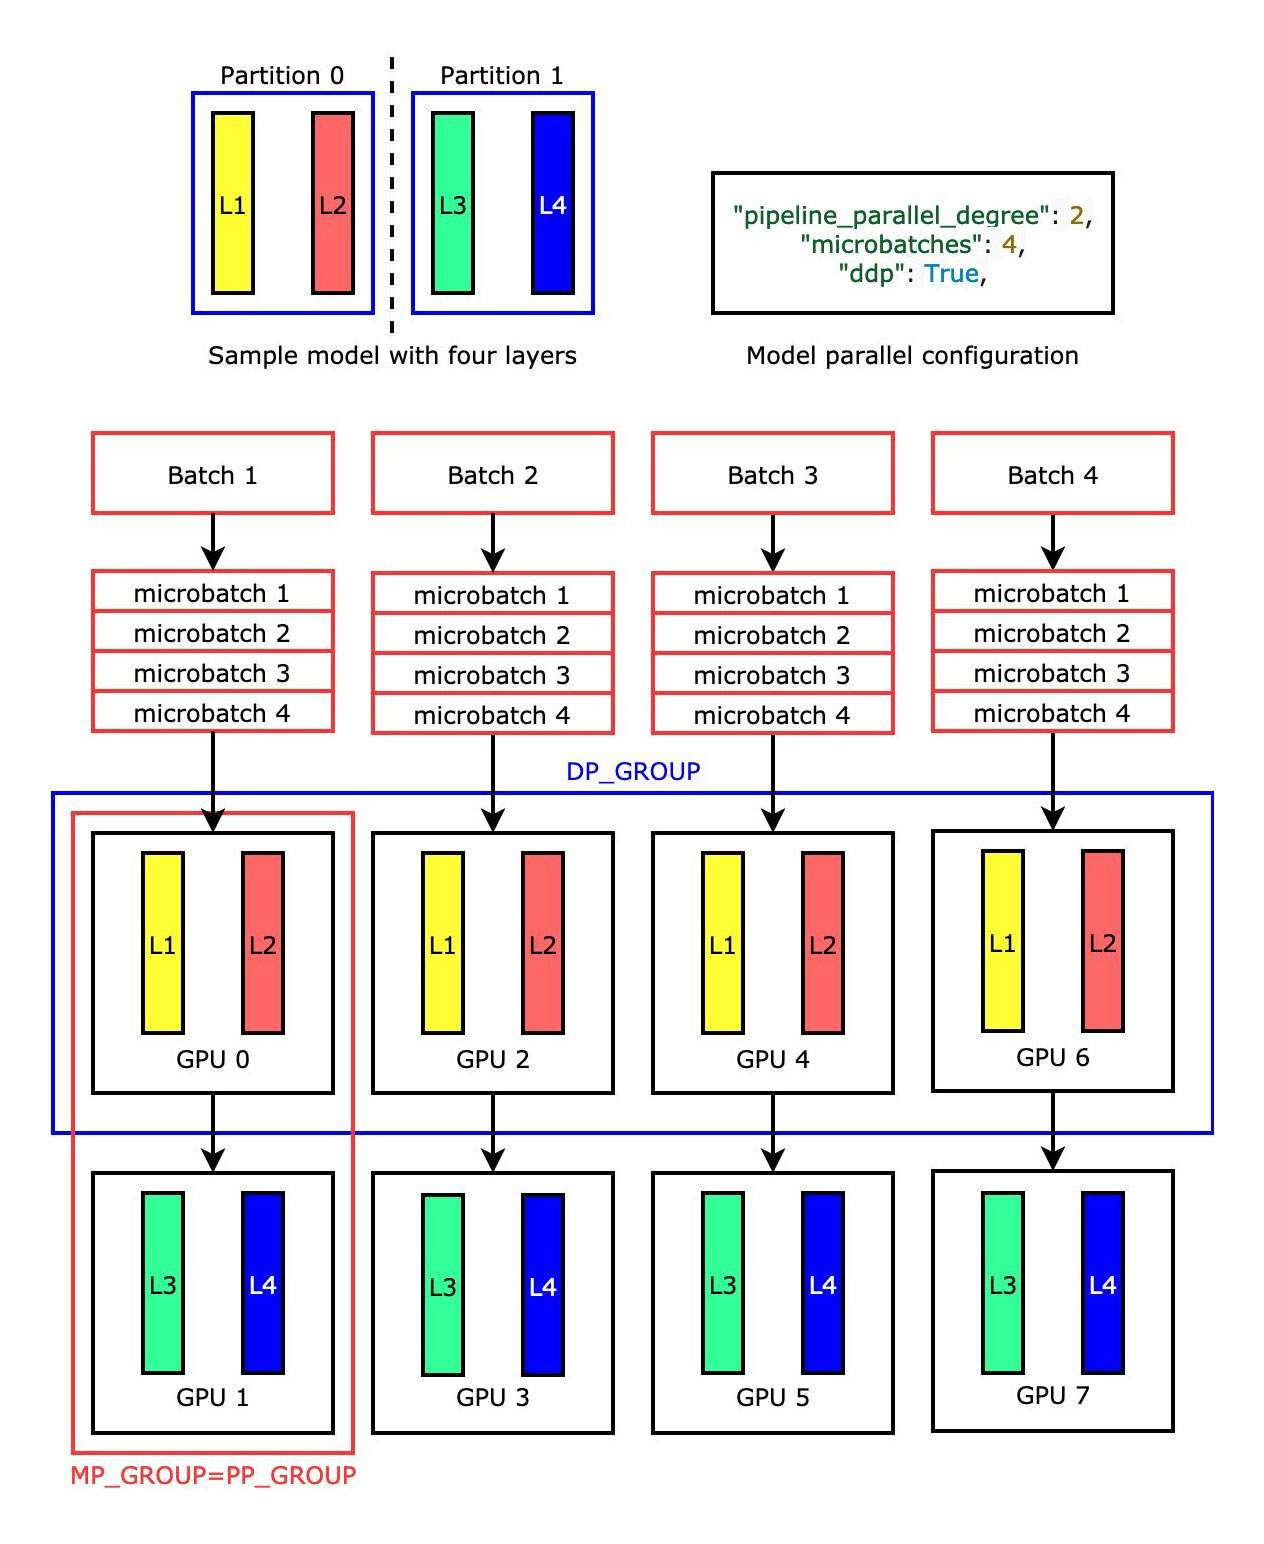 Partition 0
Partition 1
L1
L2
L3
L4
Sample model with four layers
"pipeline_parallel_degree": 2,
"microbatches": 4,
"ddp": True,
Model parallel configuration
Batch 1
Batch 2
Batch 3
Batch 4
microbatch 1
microbatch 2
microbatch 3
microbatch 4
microbatch 1
microbatch 2
microbatch 3
microbatch 4
microbatch 1
microbatch 2
microbatch 3
microbatch 4
microbatch 1
microbatch 2
microbatch 3
microbatch 4
DP_GROUP
L1
L2
GPU 0
L1
L2
GPU 2
L1
L2
GPU 4
L1
L2
GPU 6
L3
L4
GPU 1
L3
L4
GPU 3
L3
L4
GPU 5
L3
L4
GPU 7
MP_GROUP=PP_GROUP